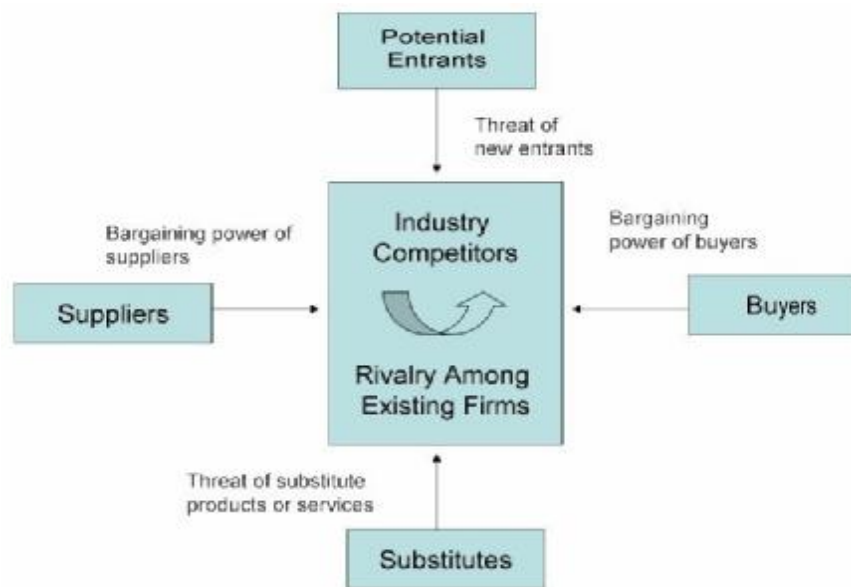 Potential
Entrants
Threat of
new entrants
Industry
Competitors
Bargaining power of
suppliers
Bargaining
power of buyers
Suppliers
Buyers
Rivalry Among
Existing Firms
Threat of substitute
products or services
Substitutes